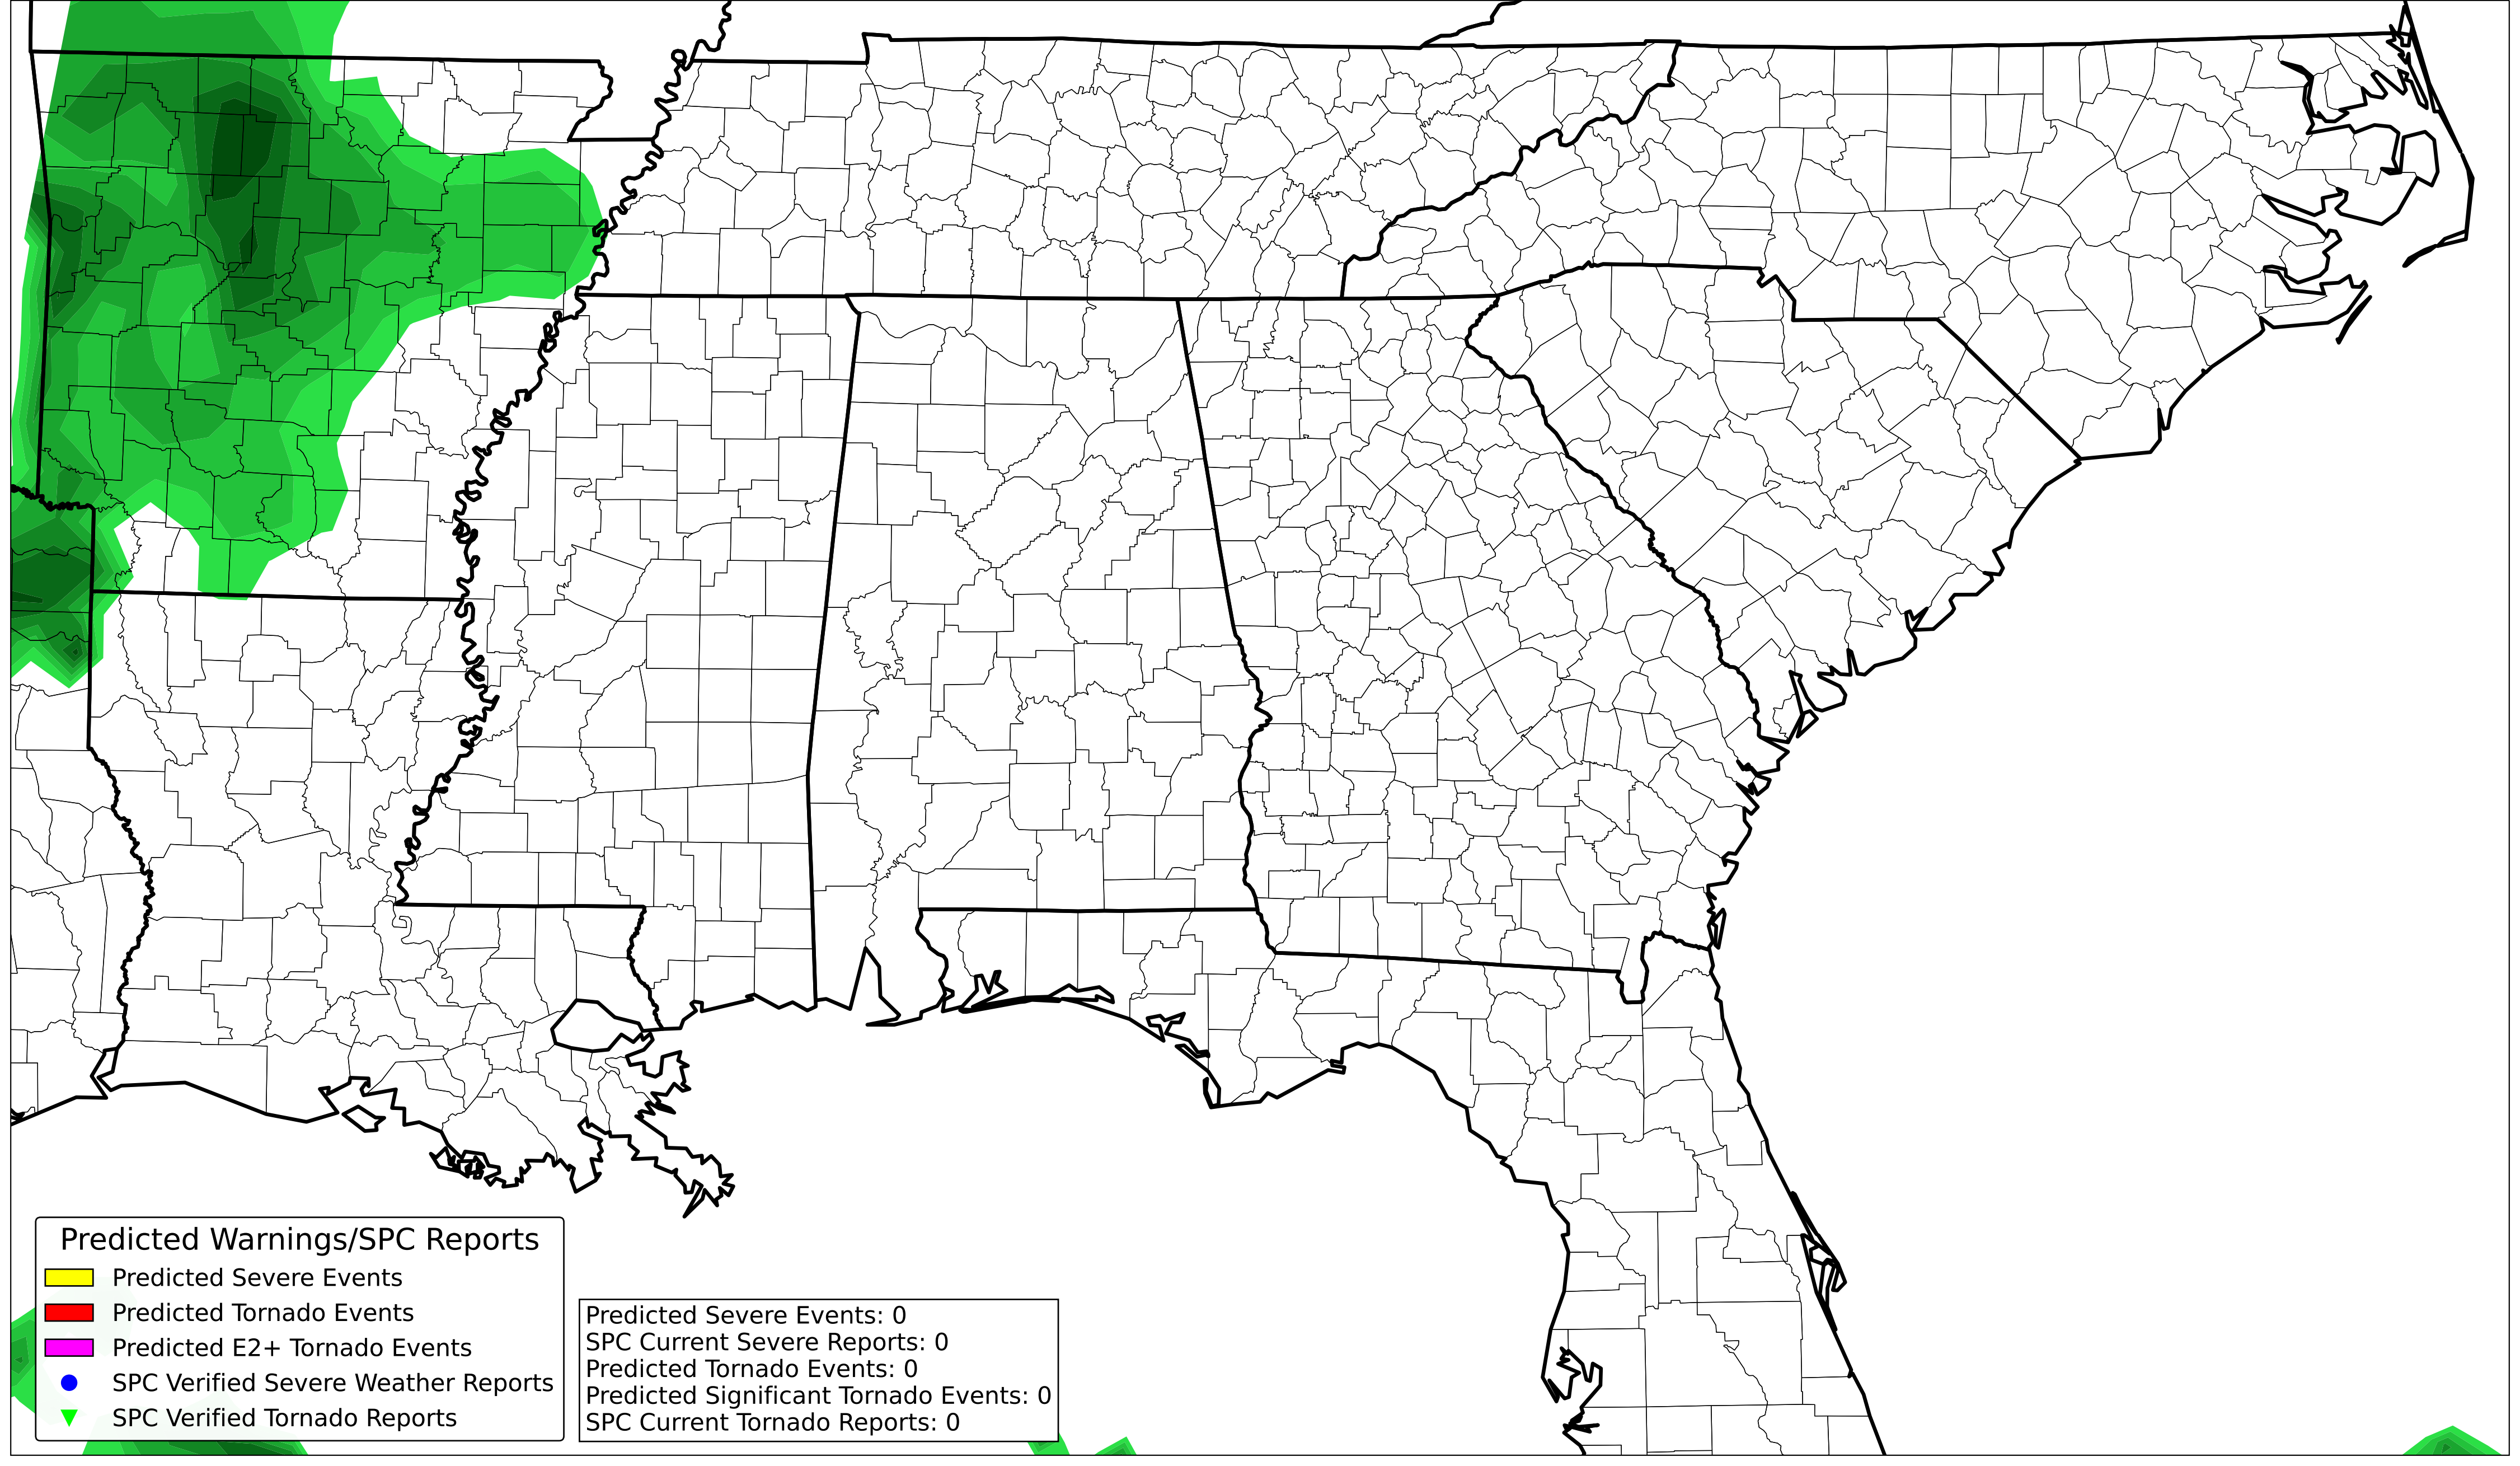 Predicted Warnings/SPC Reports
Predicted Severe Events
Predicted Tornado Events
Predicted E2+ Tornado Events
SPC Verified Severe Weather Reports
SPC Verified Tornado Reports
Predicted Severe Events: 0
SPC Current Severe Reports: 0
Predicted Tornado Events: 0
Predicted Significant Tornado Events: 0
SPC Current Tornado Reports: 0